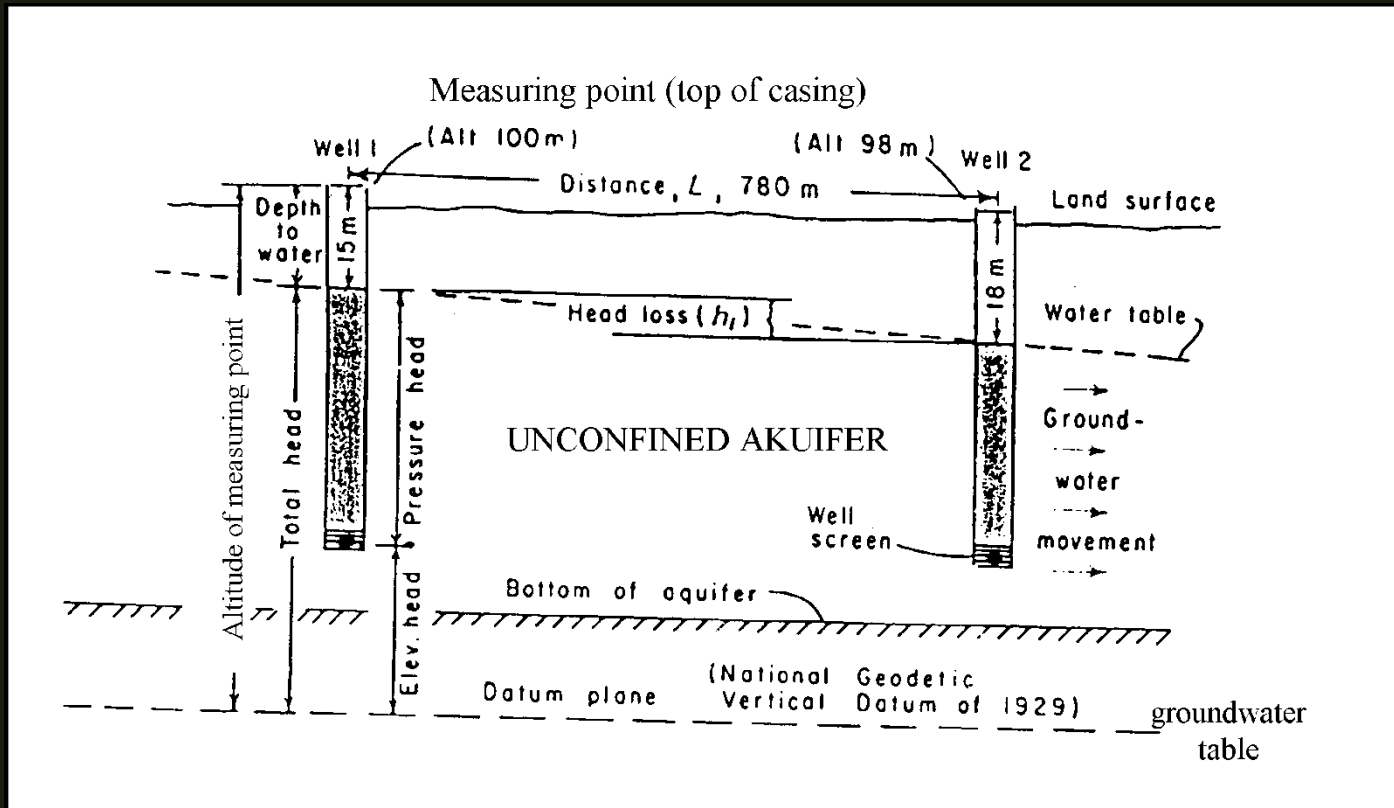 Measuring point (top of casing)
Well 1
(Alt 100m)
(Alt 98 m)
Well 2
Distance, L, 780 m
Land surface
Depth
to
water
15m
18m
Head loss (hₗ)
Water table
Altitude of measuring point
Total head
Pressure head
UNCONFINED AKUIFER
Ground-
water
movement
Well
screen
Elev. head
Bottom of aquifer
Datum plane
(National Geodetic
Vertical Datum of 1929)
groundwater
table